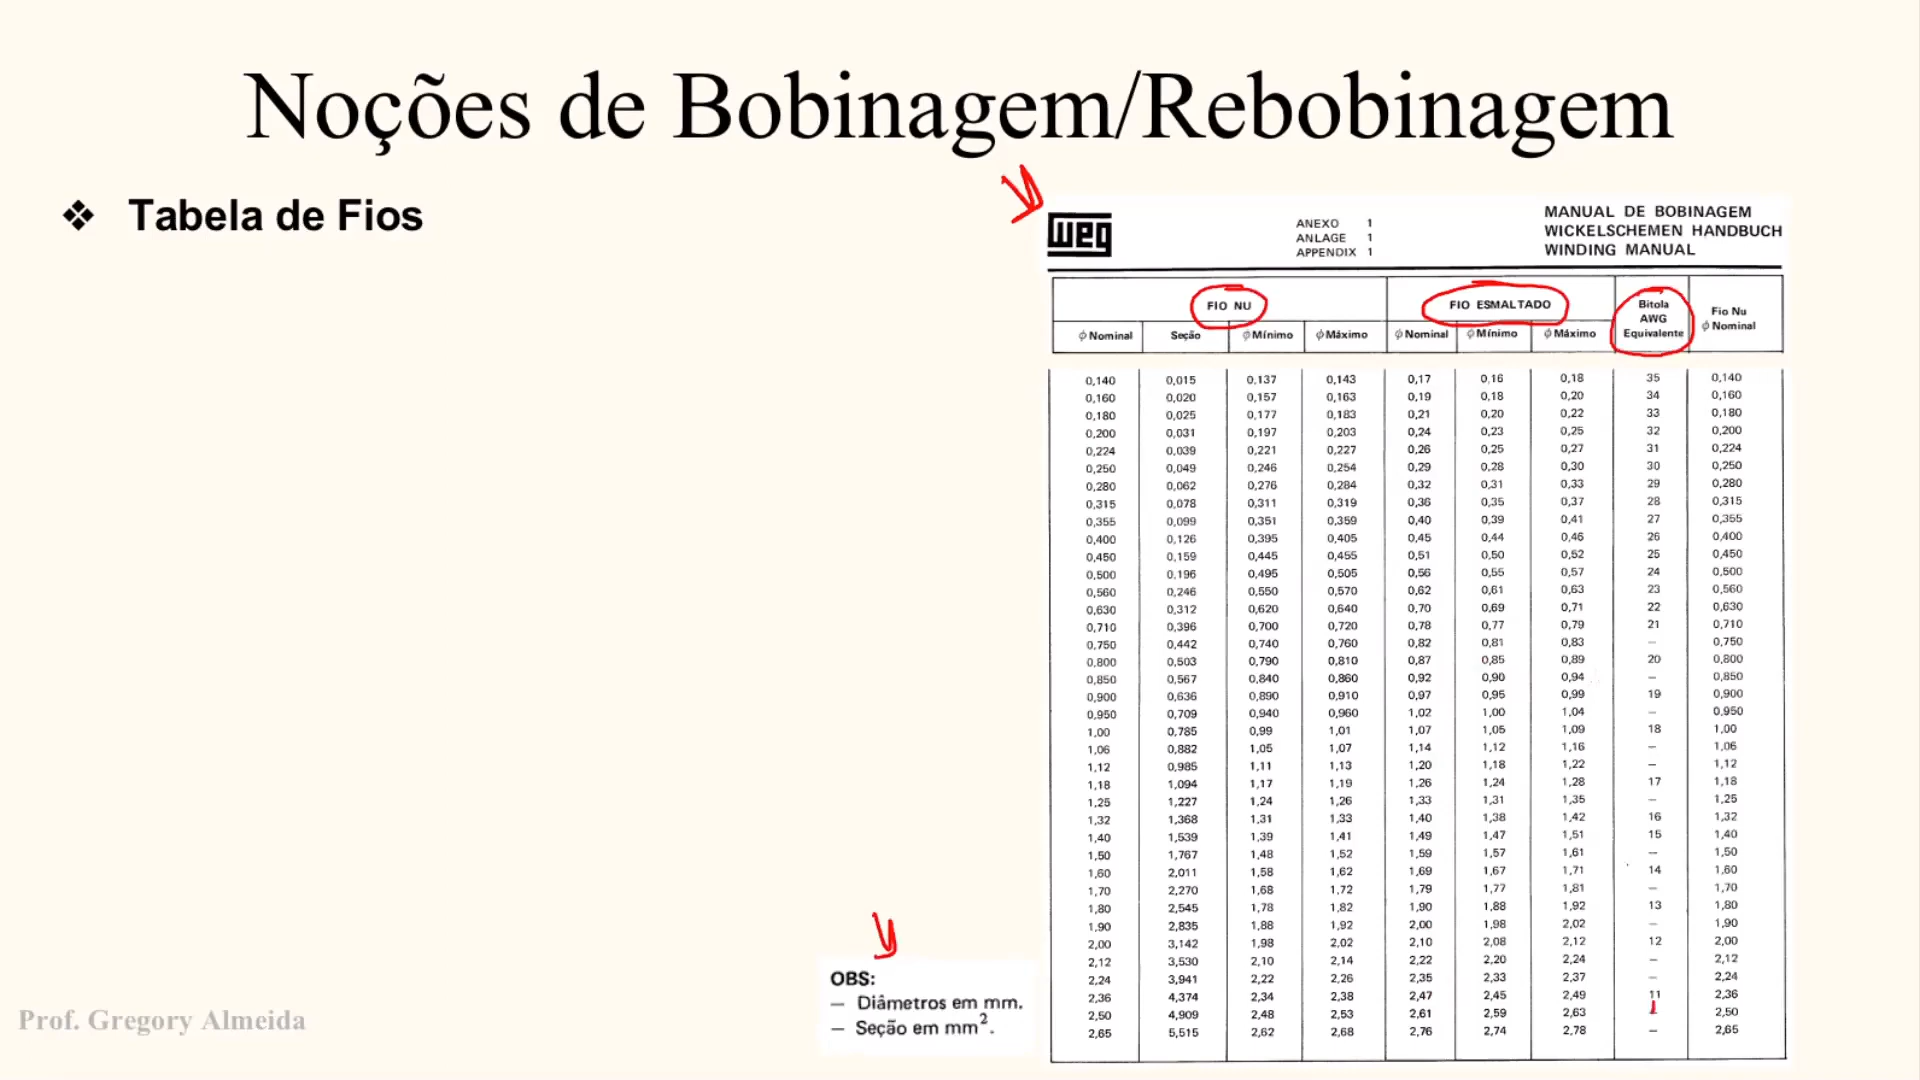 Noções de Bobinagem/Rebobinagem
❖ Tabela de Fios
weg
ANEXO 1
ANLAGE 1
APPENDIX 1
MANUAL DE BOBINAGEM
WICKELSCHEMEN HANDBUCH
WINDING MANUAL
FIO NU FIO ESMALTADO Bitola AWG Equivalente Fio Nu ϕ Nominal
ϕ Nominal Seção ϕ Mínimo ϕ Máximo ϕ Nominal ϕ Mínimo ϕ Máximo
0,140 0,015 0,137 0,143 0,17 0,16 0,18 35 0,140
0,160 0,020 0,157 0,163 0,19 0,18 0,20 34 0,160
0,180 0,025 0,177 0,183 0,21 0,20 0,22 33 0,180
0,200 0,031 0,197 0,203 0,24 0,23 0,25 32 0,200
0,224 0,039 0,221 0,227 0,26 0,25 0,27 31 0,224
0,250 0,049 0,246 0,254 0,29 0,28 0,30 30 0,250
0,280 0,062 0,276 0,284 0,32 0,31 0,33 29 0,280
0,315 0,078 0,311 0,319 0,36 0,35 0,37 28 0,315
0,355 0,099 0,351 0,359 0,40 0,39 0,41 27 0,355
0,400 0,126 0,395 0,405 0,45 0,44 0,46 26 0,400
0,450 0,159 0,445 0,455 0,51 0,50 0,52 25 0,450
0,500 0,196 0,495 0,505 0,56 0,55 0,57 24 0,500
0,560 0,246 0,550 0,570 0,62 0,61 0,63 23 0,560
0,630 0,312 0,620 0,640 0,70 0,69 0,71 22 0,630
0,710 0,396 0,700 0,720 0,78 0,77 0,79 21 0,710
0,750 0,442 0,740 0,760 0,82 0,81 0,83 – 0,750
0,800 0,503 0,790 0,810 0,87 0,85 0,89 20 0,800
0,850 0,567 0,840 0,860 0,92 0,90 0,94 – 0,850
0,900 0,636 0,890 0,910 0,97 0,95 0,99 19 0,900
0,950 0,709 0,940 0,960 1,02 1,00 1,04 – 0,950
1,00 0,785 0,99 1,01 1,07 1,05 1,09 18 1,00
1,06 0,882 1,05 1,07 1,14 1,12 1,16 – 1,06
1,12 0,985 1,11 1,13 1,20 1,18 1,22 – 1,12
1,18 1,094 1,17 1,19 1,26 1,24 1,28 17 1,18
1,25 1,227 1,24 1,26 1,33 1,31 1,35 – 1,25
1,32 1,368 1,31 1,33 1,40 1,38 1,42 16 1,32
1,40 1,539 1,39 1,41 1,49 1,47 1,51 15 1,40
1,50 1,767 1,48 1,52 1,59 1,57 1,61 – 1,50
1,60 2,011 1,58 1,62 1,69 1,67 1,71 14 1,60
1,70 2,270 1,68 1,72 1,79 1,77 1,81 – 1,70
1,80 2,545 1,78 1,82 1,90 1,88 1,92 13 1,80
1,90 2,835 1,88 1,92 2,00 1,98 2,02 – 1,90
2,00 3,142 1,98 2,02 2,10 2,08 2,12 12 2,00
2,12 3,530 2,10 2,14 2,22 2,20 2,24 – 2,12
2,24 3,941 2,22 2,26 2,35 2,33 2,37 – 2,24
2,36 4,374 2,34 2,38 2,47 2,45 2,49 11 2,36
2,50 4,909 2,48 2,53 2,61 2,59 2,63 – 2,50
2,65 5,515 2,62 2,68 2,76 2,74 2,78 – 2,65
OBS:
– Diâmetros em mm.
– Seção em mm².
Prof. Gregory Almeida